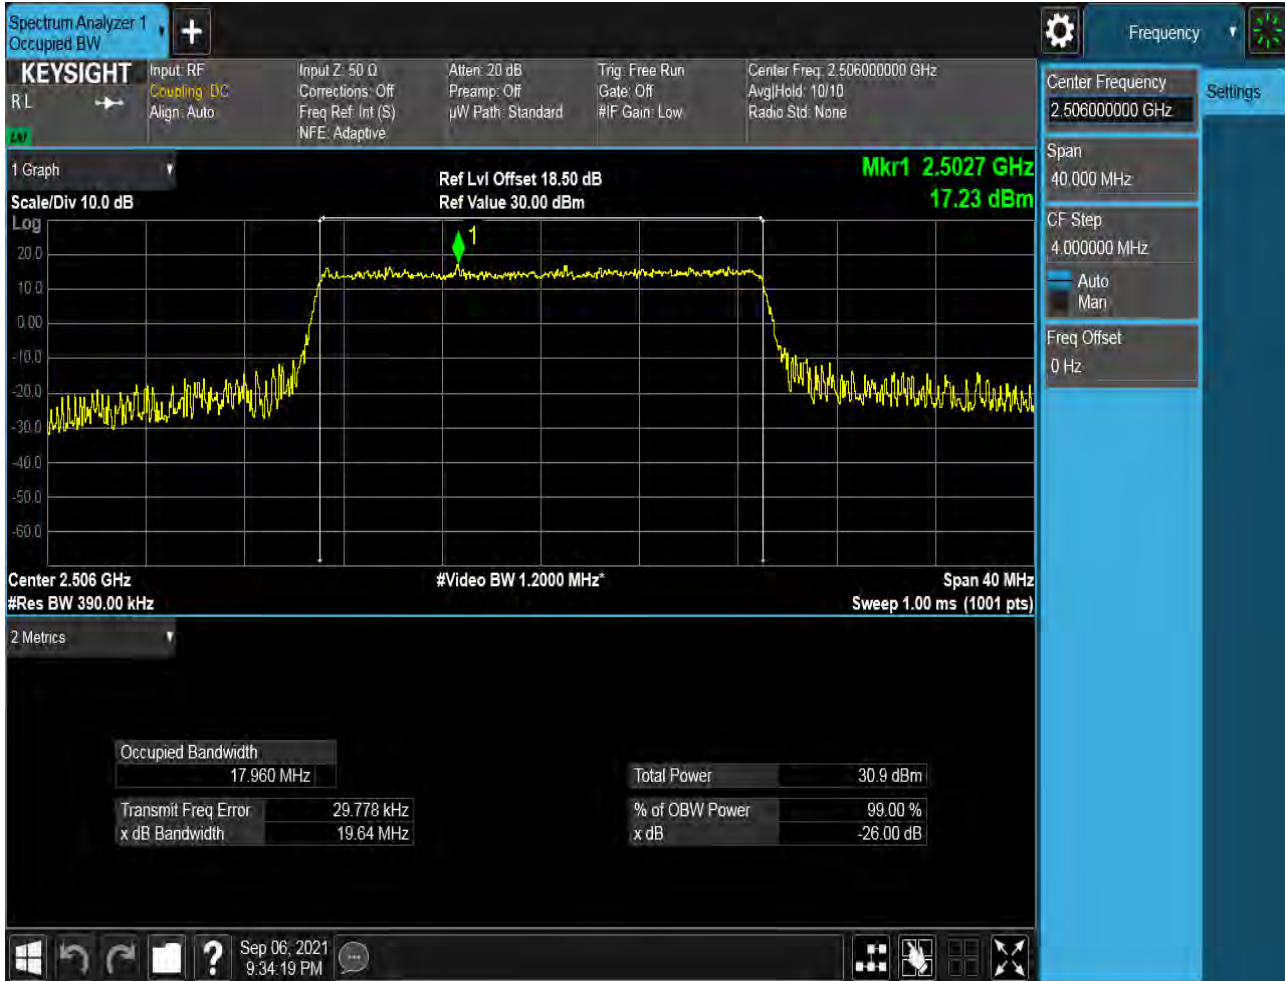 Spectrum Analyzer 1
Occupied BW
Frequency
KEYSIGHT
R L
LXI
Input: RF
Coupling: DC
Align: Auto
Input Z: 50 Ω
Corrections: Off
Freq Ref: Int (S)
NFE: Adaptive
Atten: 20 dB
Preamp: Off
µW Path: Standard
Trig: Free Run
Gate: Off
#IF Gain: Low
Center Freq: 2.506000000 GHz
Avg|Hold: 10/10
Radio Std: None
Center Frequency
2.506000000 GHz
Settings
Span
40.000 MHz
CF Step
4.000000 MHz
Auto
Man
Freq Offset
0 Hz
1 Graph
Scale/Div 10.0 dB
Ref Lvl Offset 18.50 dB
Ref Value 30.00 dBm
Mkr1 2.5027 GHz
17.23 dBm
Log
1
20.0
10.0
0.00
-10.0
-20.0
-30.0
-40.0
-50.0
-60.0
Center 2.506 GHz
#Video BW 1.2000 MHz*
Span 40 MHz
#Res BW 390.00 kHz
Sweep 1.00 ms (1001 pts)
2 Metrics
Occupied Bandwidth
17.960 MHz
Total Power 30.9 dBm
Transmit Freq Error 29.778 kHz
% of OBW Power 99.00 %
x dB Bandwidth 19.64 MHz
x dB -26.00 dB
Sep 06, 2021
9:34:19 PM